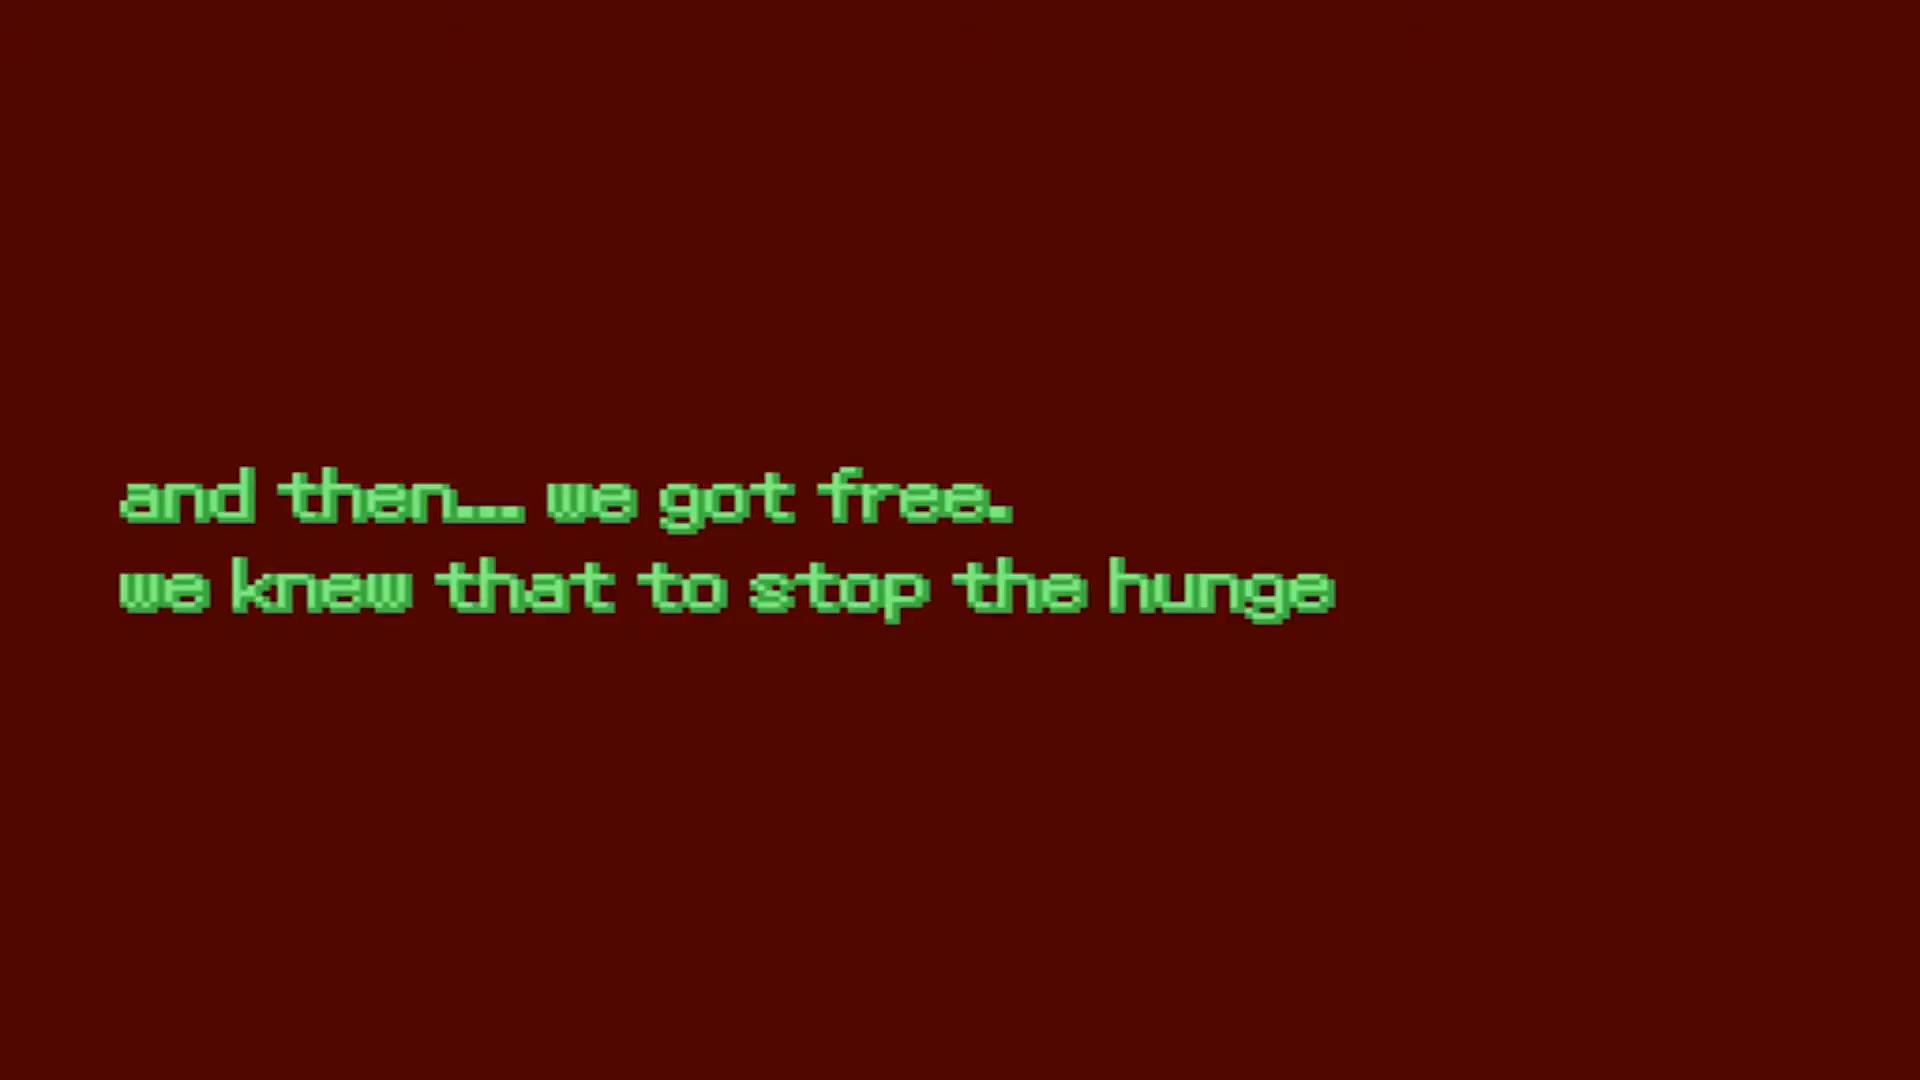 and then... we got free.
we knew that to stop the hunge